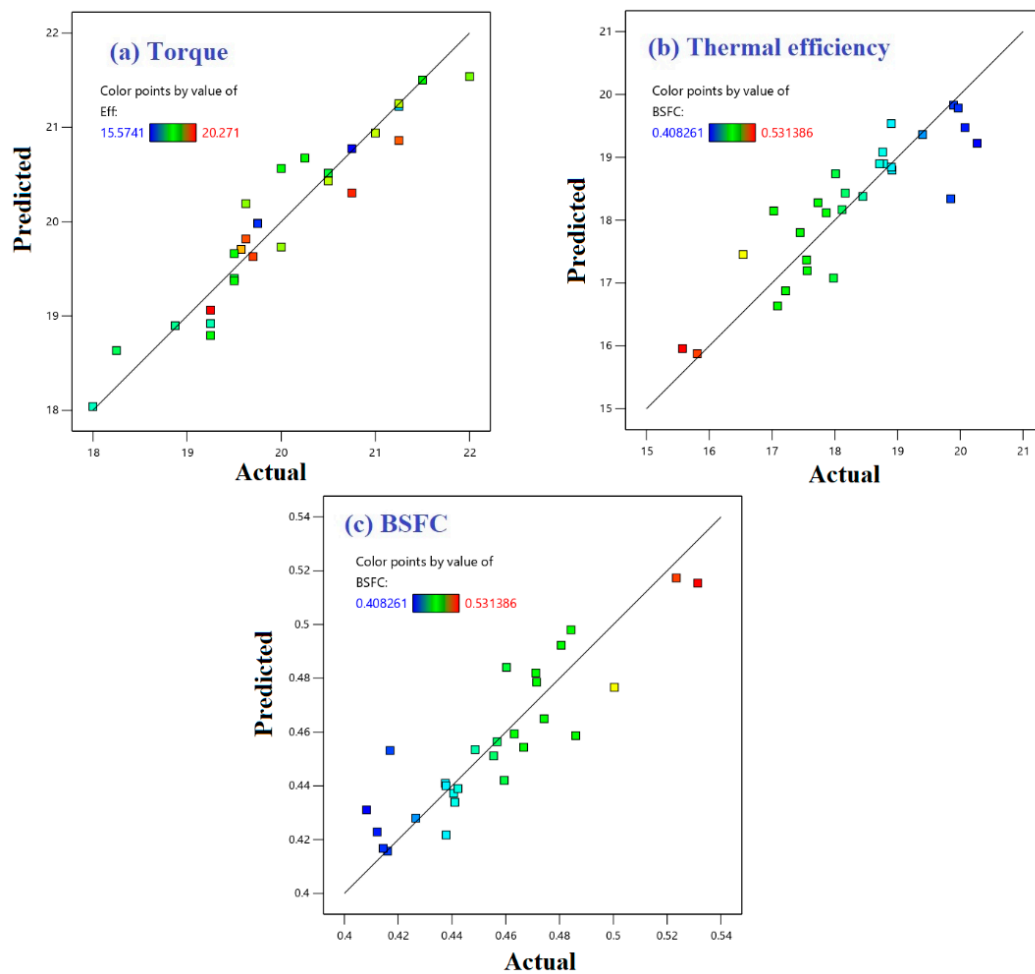 (a) Torque
Color points by value of
Eff:
15.5741 20.271
22
21
20
19
18
18 19 20 21 22
Predicted
Actual
(b) Thermal efficiency
Color points by value of
BSFC:
0.408261 0.531386
21
20
19
18
17
16
15
15 16 17 18 19 20 21
Predicted
Actual
(c) BSFC
Color points by value of
BSFC:
0.408261 0.531386
0.54
0.52
0.5
0.48
0.46
0.44
0.42
0.4
0.4 0.42 0.44 0.46 0.48 0.5 0.52 0.54
Predicted
Actual